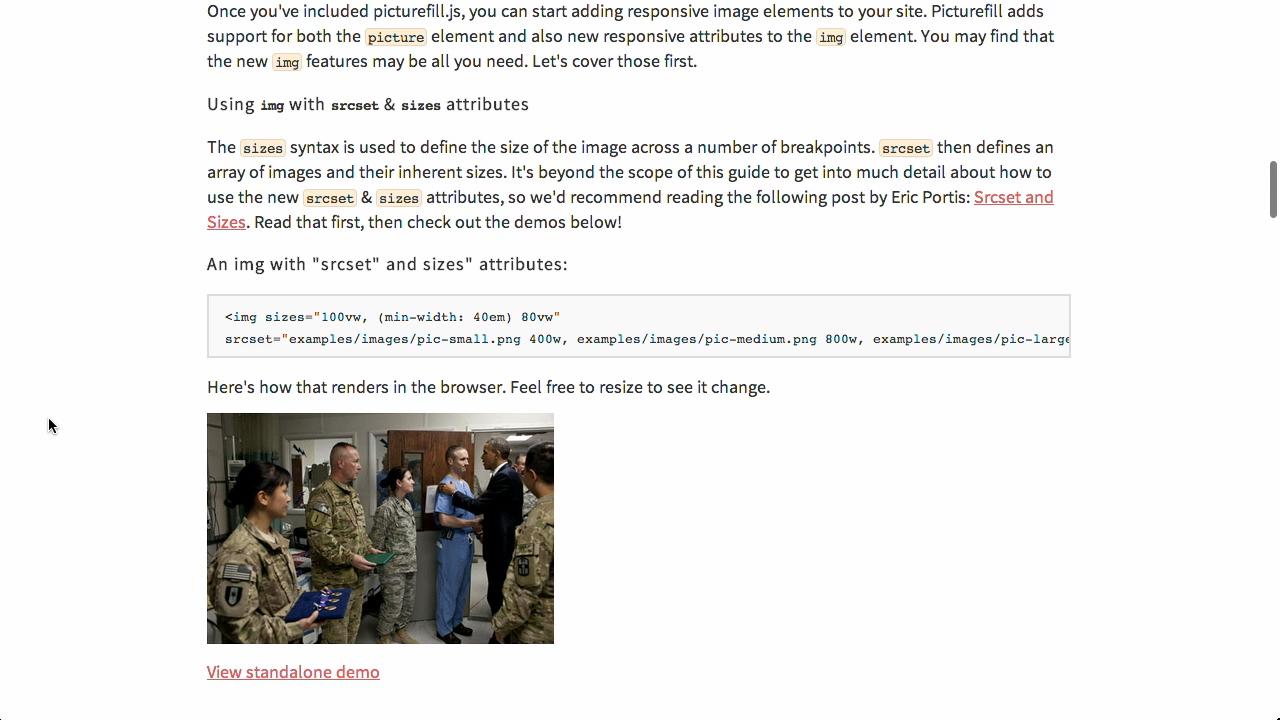 Once you've included picturefill.js, you can start adding responsive image elements to your site. Picturefill adds
support for both the picture element and also new responsive attributes to the img element. You may find that
the new img features may be all you need. Let's cover those first.
Using img with srcset & sizes attributes
The sizes syntax is used to define the size of the image across a number of breakpoints. srcset then defines an
array of images and their inherent sizes. It's beyond the scope of this guide to get into much detail about how to
use the new srcset & sizes attributes, so we'd recommend reading the following post by Eric Portis: Srcset and
Sizes. Read that first, then check out the demos below!
An img with "srcset" and sizes" attributes:
<img sizes="100vw, (min-width: 40em) 80vw"
srcset="examples/images/pic-small.png 400w, examples/images/pic-medium.png 800w, examples/images/pic-large
Here's how that renders in the browser. Feel free to resize to see it change.
View standalone demo